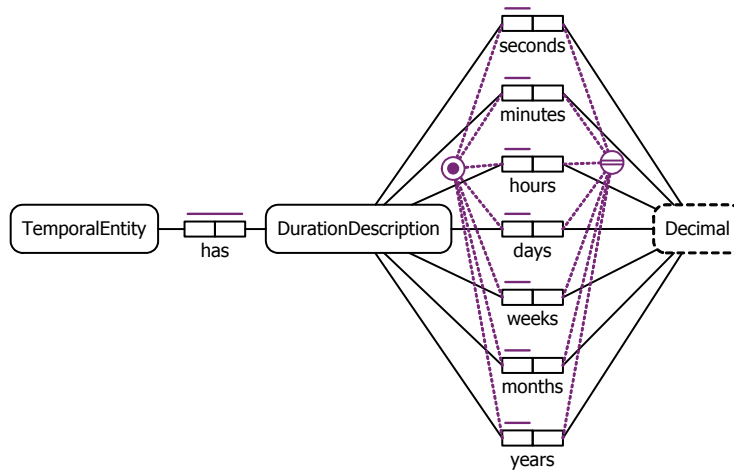 seconds
minutes
hours
TemporalEntity
has
DurationDescription
days
Decimal
weeks
months
years